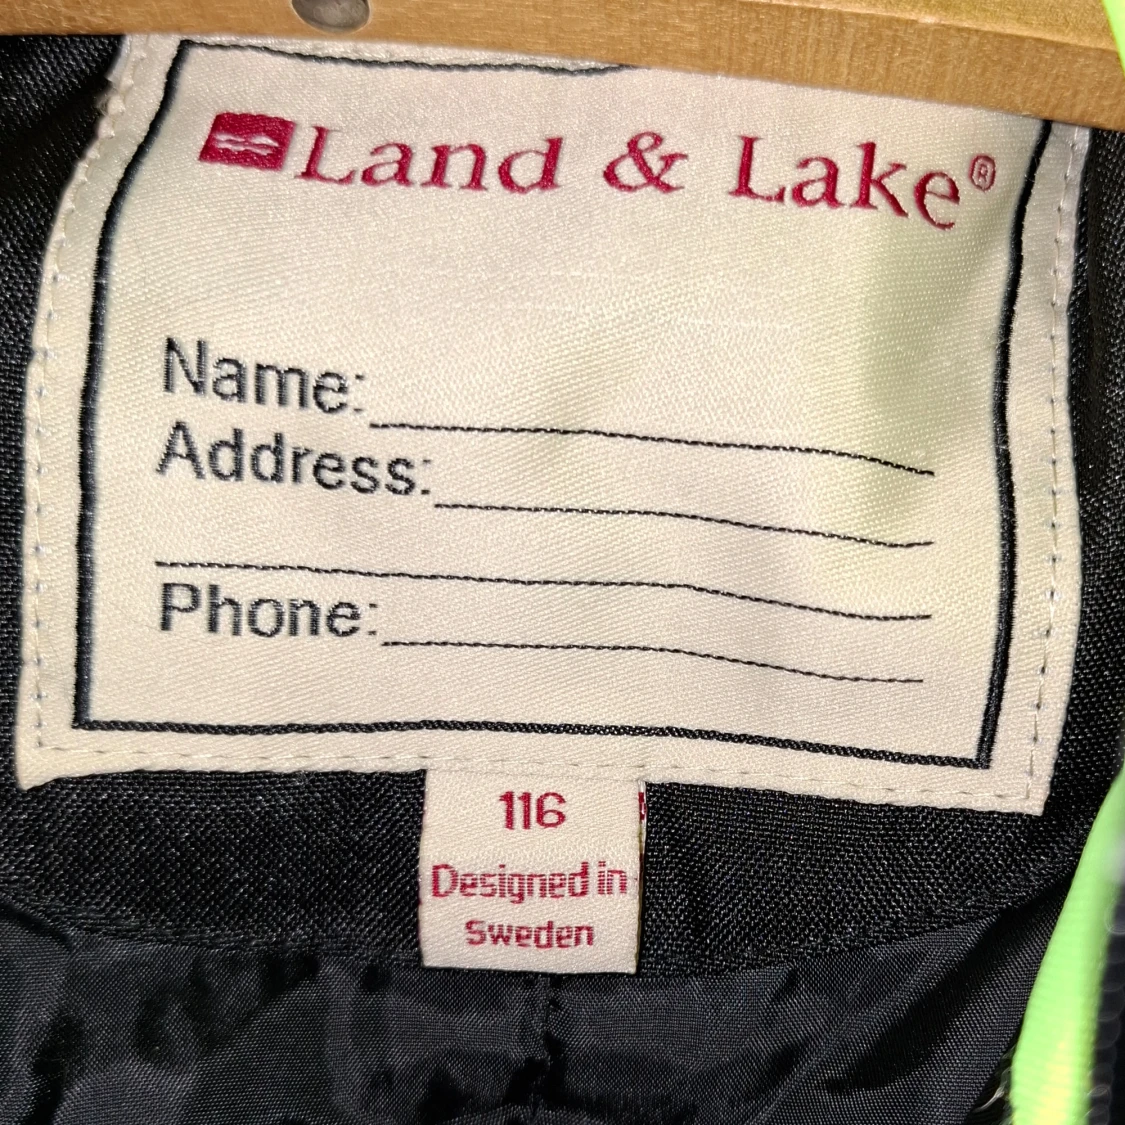 Land & Lake®
Name:
Address:
Phone:
116
Designed in
Sweden